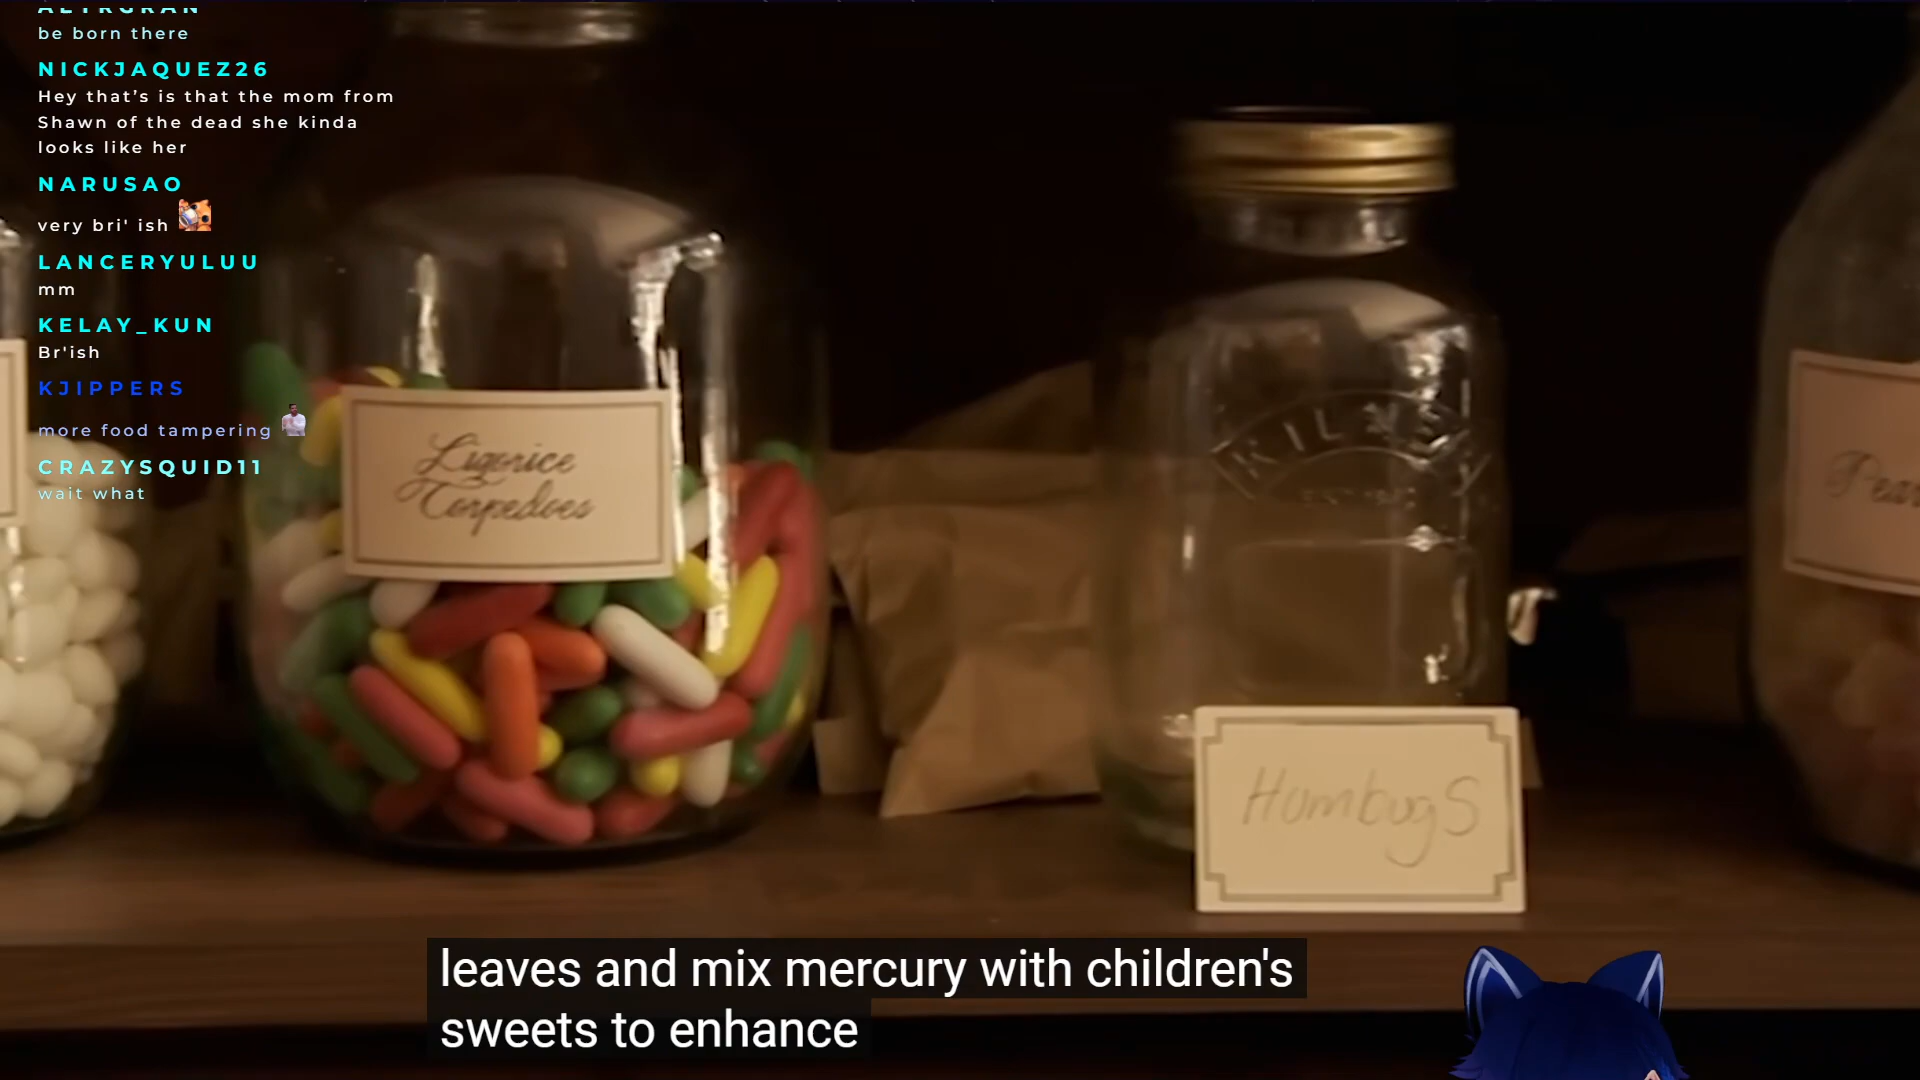 be born there
NICKJAQUEZ26
Hey that's is that the mom from
Shawn of the dead she kinda
looks like her
NARUSAO
very bri' ish
LANCERYULUU
mm
KELAY_KUN
Br'ish
KJIPPERS
more food tampering
CRAZYSQUID11
wait what
Liqorice
Torpedoes
KILNER
Humbugs
leaves and mix mercury with children's
sweets to enhance